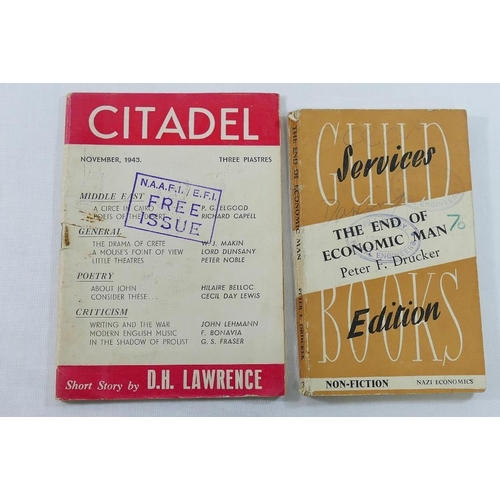 CITADEL
NOVEMBER, 1943. THREE PIASTRES
MIDDLE EAST
N.A.A.F.I. E.F.I.
FREE
ISSUE
A CIRCE IN CAIRO P. G. ELGOOD
OF THE DESERT RICHARD CAPELL
GENERAL
THE DRAMA OF CRETE W. J. MAKIN
A MOUSE'S POINT OF VIEW LORD DUNSANY
LITTLE THEATRES PETER NOBLE
POETRY
ABOUT JOHN HILAIRE BELLOC
CONSIDER THESE... CECIL DAY LEWIS
CRITICISM
WRITING AND THE WAR JOHN LEHMANN
MODERN ENGLISH MUSIC F. BONAVIA
IN THE SHADOW OF PROUST G. S. FRASER
Short Story by D.H. LAWRENCE
THE END OF ECONOMIC MAN PETER F. DRUCKER
GUILD
Services
THE END OF
ECONOMIC MAN
70
Peter F. Drucker
Edition
BOOKS
NON-FICTION NAZI ECONOMICS